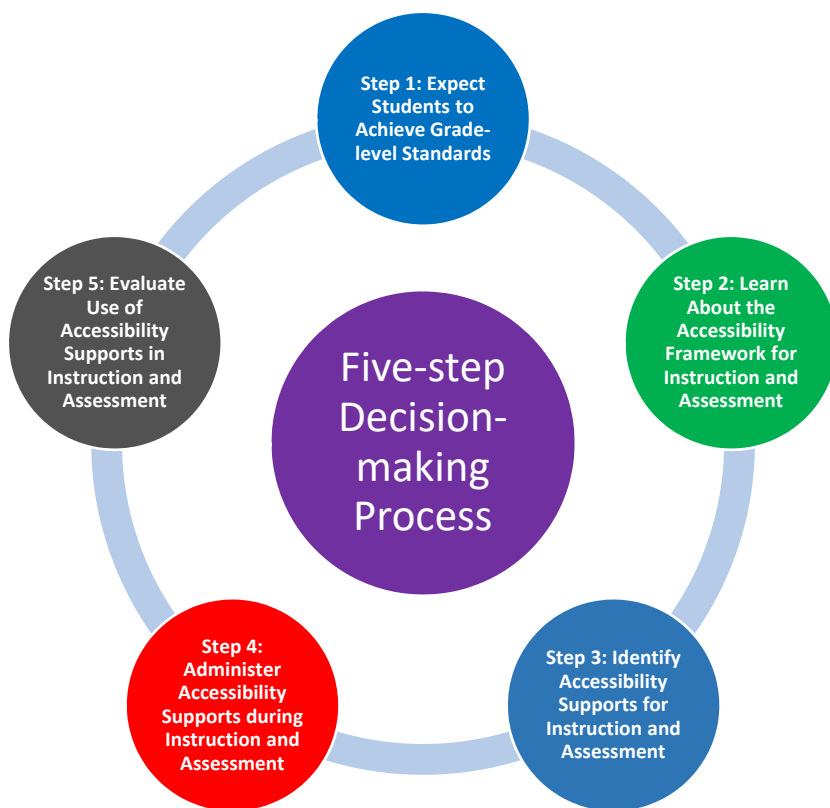 Step 1: Expect
Students to
Achieve Grade-
level Standards
Step 2: Learn
About the
Accessibility
Framework for
Instruction and
Assessment
Step 3: Identify
Accessibility
Supports for
Instruction and
Assessment
Step 4:
Administer
Accessibility
Supports during
Instruction and
Assessment
Step 5: Evaluate
Use of
Accessibility
Supports in
Instruction and
Assessment
Five-step
Decision-
making
Process